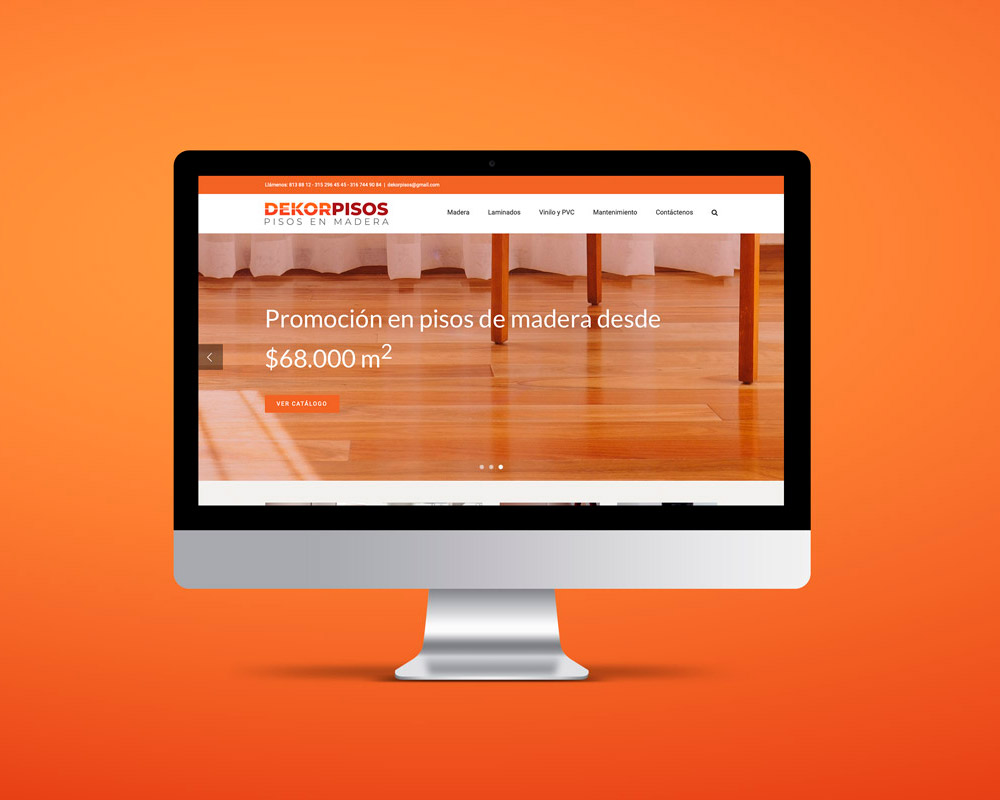 Llámenos: 813 88 12 - 315 296 45 45 - 316 744 90 84 | dekorpisos@gmail.com
DEKORPISOS
PISOS EN MADERA
Madera Laminados Vinilo y PVC Mantenimiento Contáctenos
Promoción en pisos de madera desde
$68.000 m²
VER CATÁLOGO